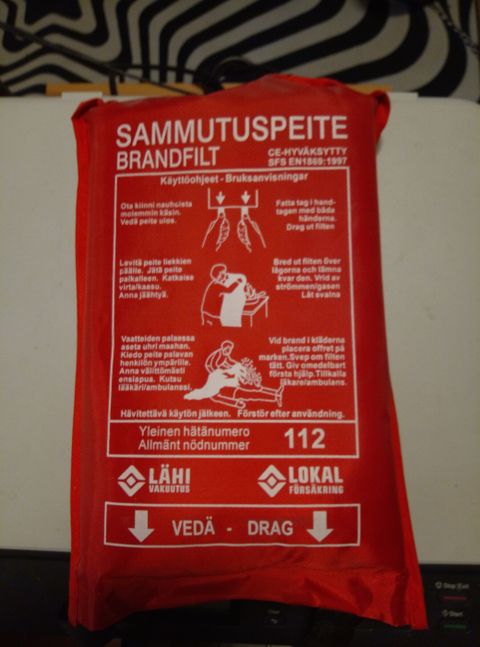 SAMMUTUSPEITE
BRANDFILT
CE-HYVÄKSYTTY
SFS EN1869:1997
Käyttöohjeet - Bruksanvisningar
Ota kiinni nauhoista
molemmin käsin.
Vedä peite ulos.
Fatta tag i hand-
tagen med båda
händerna.
Drag ut filten
Levitä peite liekkien
päälle. Jätä peite
paikalleen. Katkaise
virta/kaasu.
Anna jäähtyä.
Bred ut filten över
lågorna och lämna
kvar den. Vrid av
strömmen/gasen
Låt svalna
Vaatteiden palaessa
aseta uhri maahan.
Kiedo peite palavan
henkilön ympärille.
Anna välittömästi
ensiapua. Kutsu
lääkäri/ambulanssi.
Vid brand i kläderna
placera offret på
marken.Svep om filten
tätt. Giv omedelbart
första hjälp.Tillkalla
läkare/ambulans.
Hävitettävä käytön jälkeen. Förstör efter användning.
Yleinen hätänumero
Allmänt nödnummer
112
LÄHI
VAKUUTUS
LOKAL
FÖRSÄKRING
VEDÄ - DRAG
Stop/Exit
Start